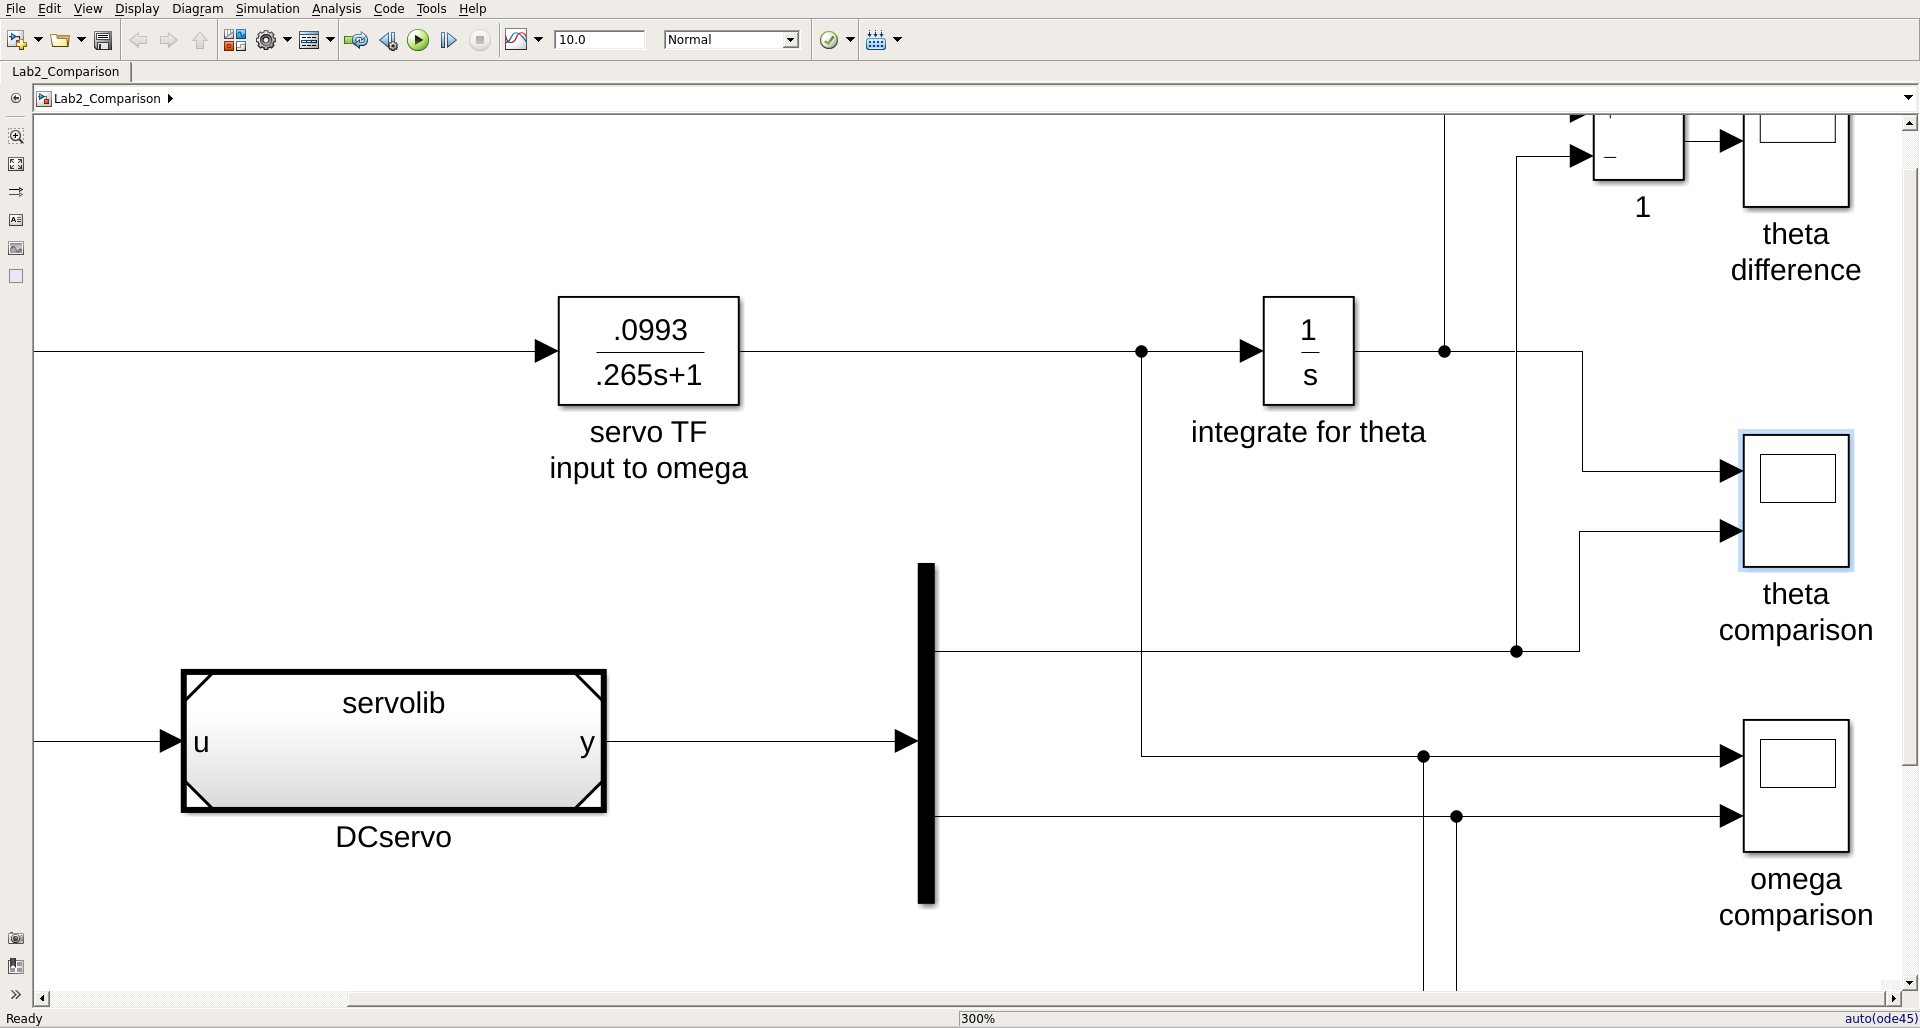 File Edit View Display Diagram Simulation Analysis Code Tools Help
10.0 Normal
Lab2_Comparison
Lab2_Comparison
1
theta
difference
.0993
.265s+1
servo TF
input to omega
1
s
integrate for theta
theta
comparison
servolib
u y
DCservo
omega
comparison
Ready 300% auto(ode45)